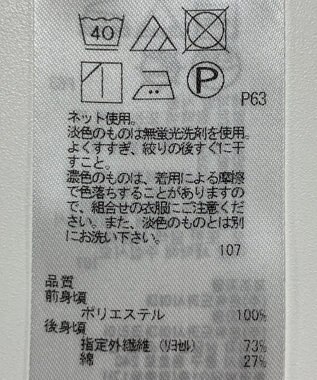 40
P
P63
ネット使用。
淡色のものは無蛍光洗剤を使用。
よくすすぎ、絞りの後すぐに干
すこと。
濃色のものは、着用による摩擦
で色落ちすることがありますの
で、組合せの衣服にご注意くだ
さい。また、淡色のものとは別
にお洗い下さい。
107
品質
前身頃
ポリエステル 100%
後身頃
指定外繊維(リヨセル) 73%
綿 27%